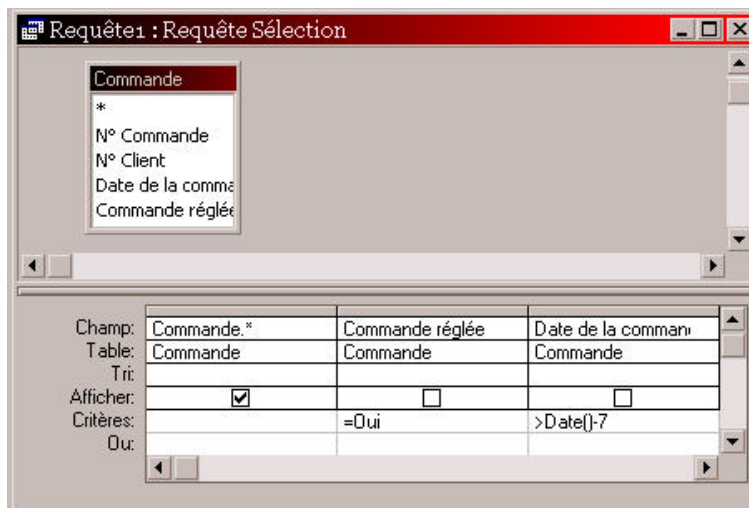 Requête1 : Requête Sélection
Commande
*
N° Commande
N° Client
Date de la comma
Commande réglée
Champ: Commande.* Commande réglée Date de la comman
Table: Commande Commande Commande
Tri:
Afficher:
Critères: =Oui >Date()-7
Ou: